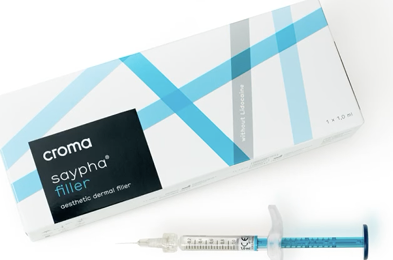 croma
saypha®
filler
aesthetic dermal filler
without Lidocaine
1 x 1,0 ml